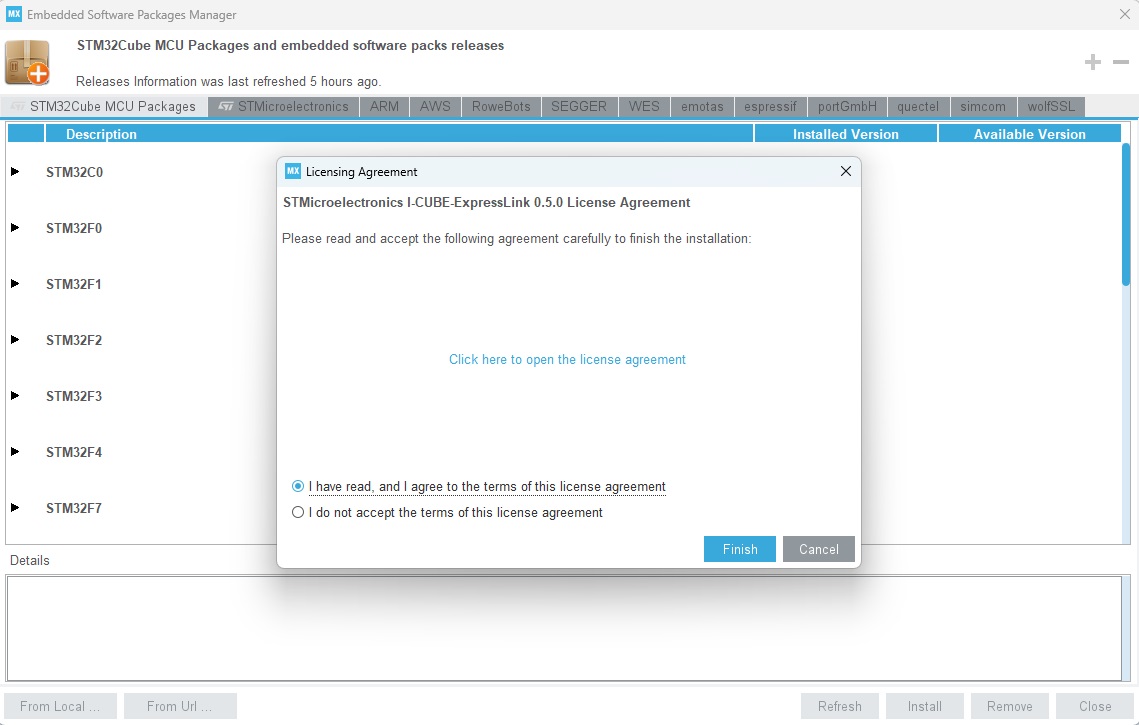 MX Embedded Software Packages Manager
STM32Cube MCU Packages and embedded software packs releases
Releases Information was last refreshed 5 hours ago.
STM32Cube MCU Packages STMicroelectronics ARM AWS RoweBots SEGGER WES emotas espressif portGmbH quectel simcom wolfSSL
Description Installed Version Available Version
STM32C0
STM32F0
STM32F1
STM32F2
STM32F3
STM32F4
STM32F7
MX Licensing Agreement
STMicroelectronics I-CUBE-ExpressLink 0.5.0 License Agreement
Please read and accept the following agreement carefully to finish the installation:
Click here to open the license agreement
I have read, and I agree to the terms of this license agreement
I do not accept the terms of this license agreement
Finish Cancel
Details
From Local ... From Url ... Refresh Install Remove Close